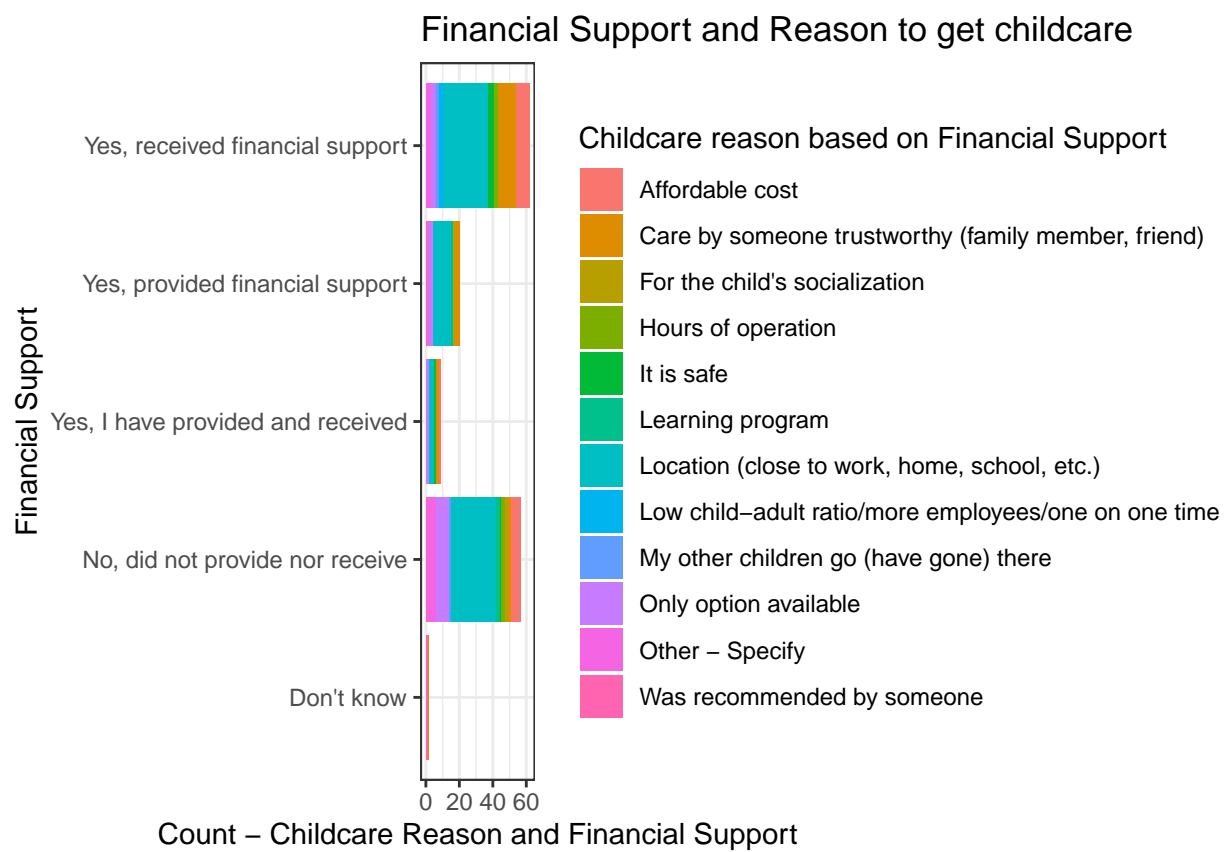 Financial Support and Reason to get childcare
Financial Support
Yes, received financial support
Yes, provided financial support
Yes, I have provided and received
No, did not provide nor receive
Don't know
0 20 40 60
Count − Childcare Reason and Financial Support
Childcare reason based on Financial Support
Affordable cost
Care by someone trustworthy (family member, friend)
For the child's socialization
Hours of operation
It is safe
Learning program
Location (close to work, home, school, etc.)
Low child−adult ratio/more employees/one on one time
My other children go (have gone) there
Only option available
Other − Specify
Was recommended by someone